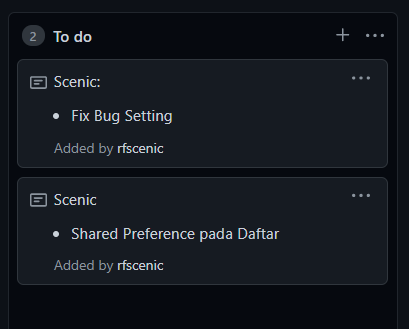 2 To do
Scenic:
Fix Bug Setting
Added by rfscenic
Scenic
Shared Preference pada Daftar
Added by rfscenic